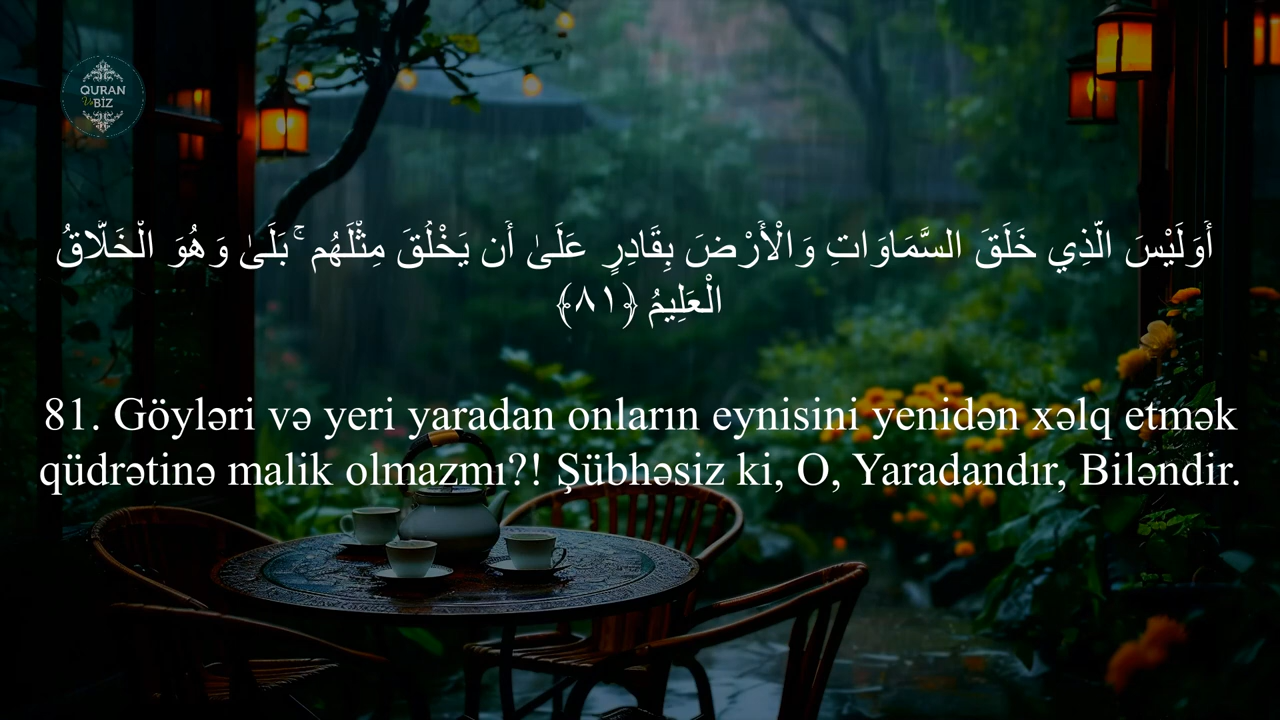 QURAN
Və
BİZ
أَوَلَيْسَ الَّذِي خَلَقَ السَّمَاوَاتِ وَالْأَرْضَ بِقَادِرٍ عَلَىٰ أَن يَخْلُقَ مِثْلَهُم ۚ بَلَىٰ وَهُوَ الْخَلَّاقُ
الْعَلِيمُ ﴿٨١﴾
81. Göyləri və yeri yaradan onların eynisini yenidən xəlq etmək
qüdrətinə malik olmazmı?! Şübhəsiz ki, O, Yaradandır, Biləndir.